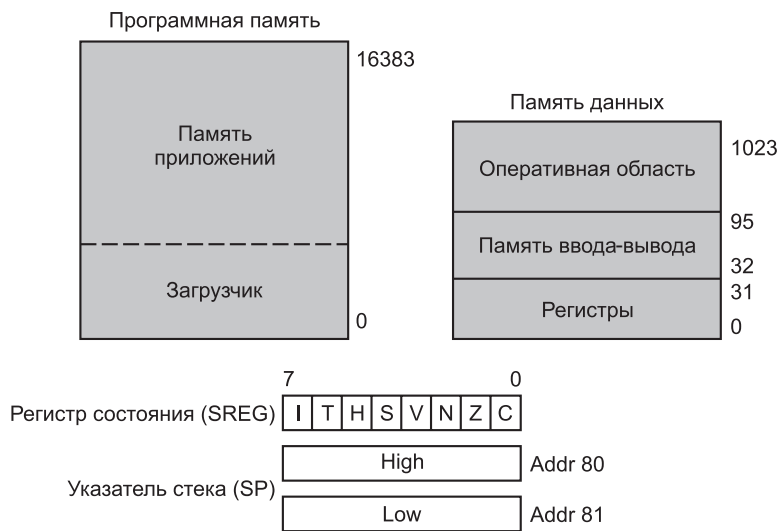 Программная память
16383
Память
приложений
Загрузчик
0
Память данных
1023
Оперативная область
95
Память ввода-вывода
32
31
Регистры
0
7 0
Регистр состояния (SREG) I T H S V N Z C
High Addr 80
Указатель стека (SP)
Low Addr 81